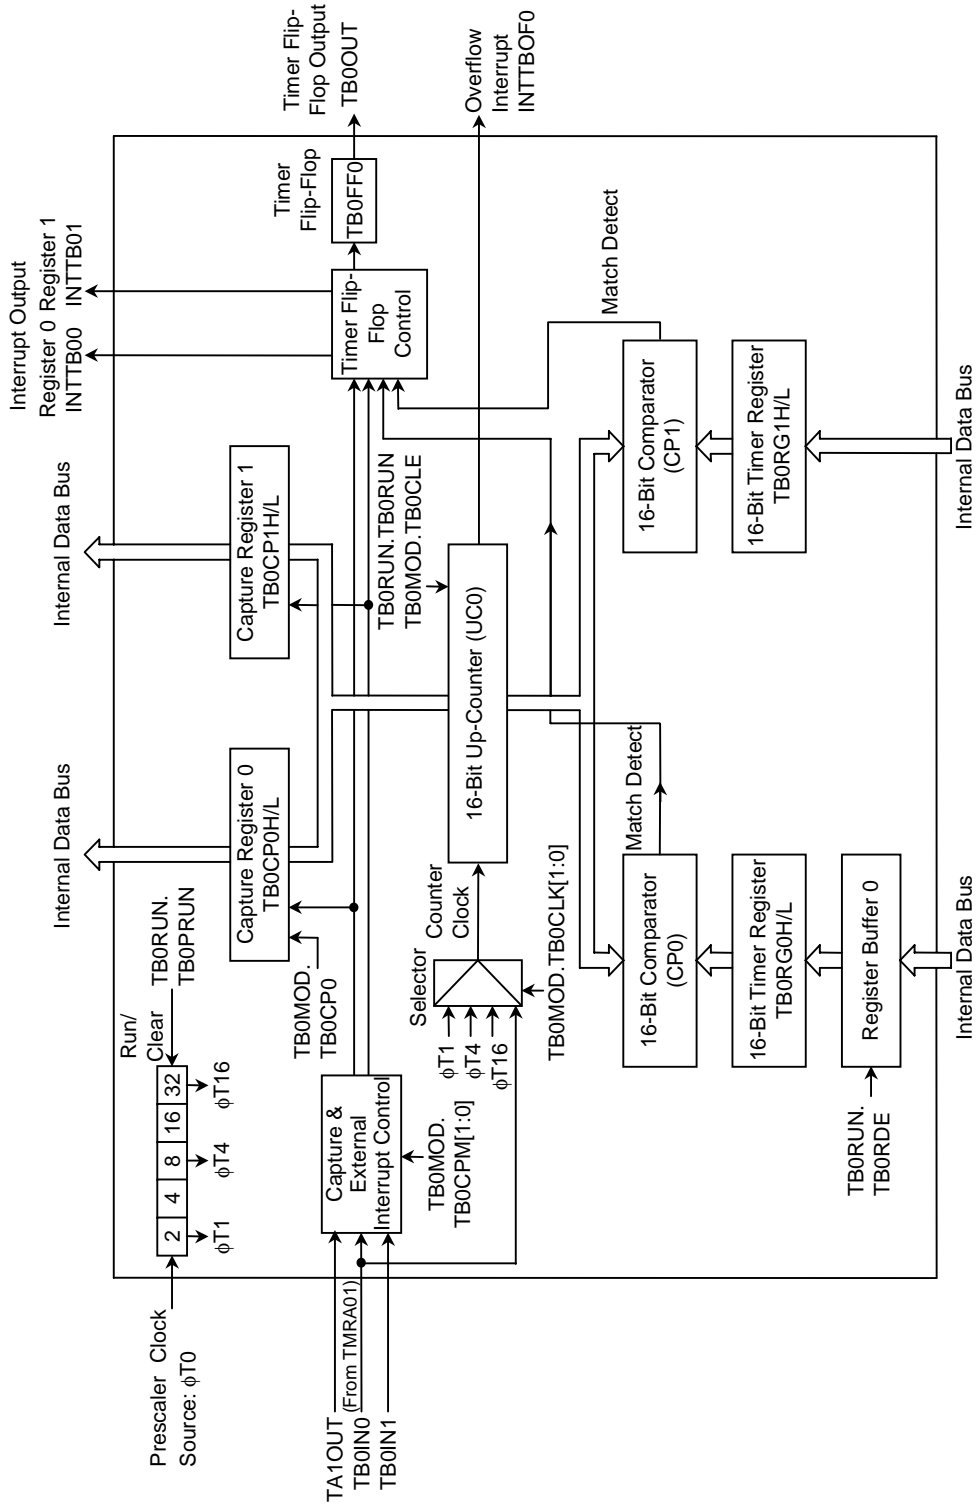 Prescaler Clock
Source: ϕT0
2 4 8 16 32
ϕT1
ϕT4
ϕT16
Run/
Clear
TB0RUN.
TB0PRUN
Internal Data Bus
Internal Data Bus
Interrupt Output
Register 0 Register 1
INTTB00 INTTB01
Capture Register 0
TB0CP0H/L
Capture Register 1
TB0CP1H/L
TB0MOD.
TB0CP0
TA1OUT
(From TMRA01)
TB0IN0
TB0IN1
Capture &
External
Interrupt Control
TB0MOD.
TB0CPM[1:0]
Timer Flip-
Flop
Control
Timer
Flip-Flop
TB0FF0
Timer Flip-
Flop Output
TB0OUT
TB0RUN.TB0RUN
TB0MOD.TB0CLE
Selector
ϕT1
ϕT4
ϕT16
Counter
Clock
TB0MOD.TB0CLK[1:0]
16-Bit Up-Counter (UC0)
Overflow
Interrupt
INTTBOF0
Match Detect
Match Detect
16-Bit Comparator
(CP0)
16-Bit Comparator
(CP1)
16-Bit Timer Register
TB0RG0H/L
16-Bit Timer Register
TB0RG1H/L
Register Buffer 0
TB0RUN.
TB0RDE
Internal Data Bus
Internal Data Bus